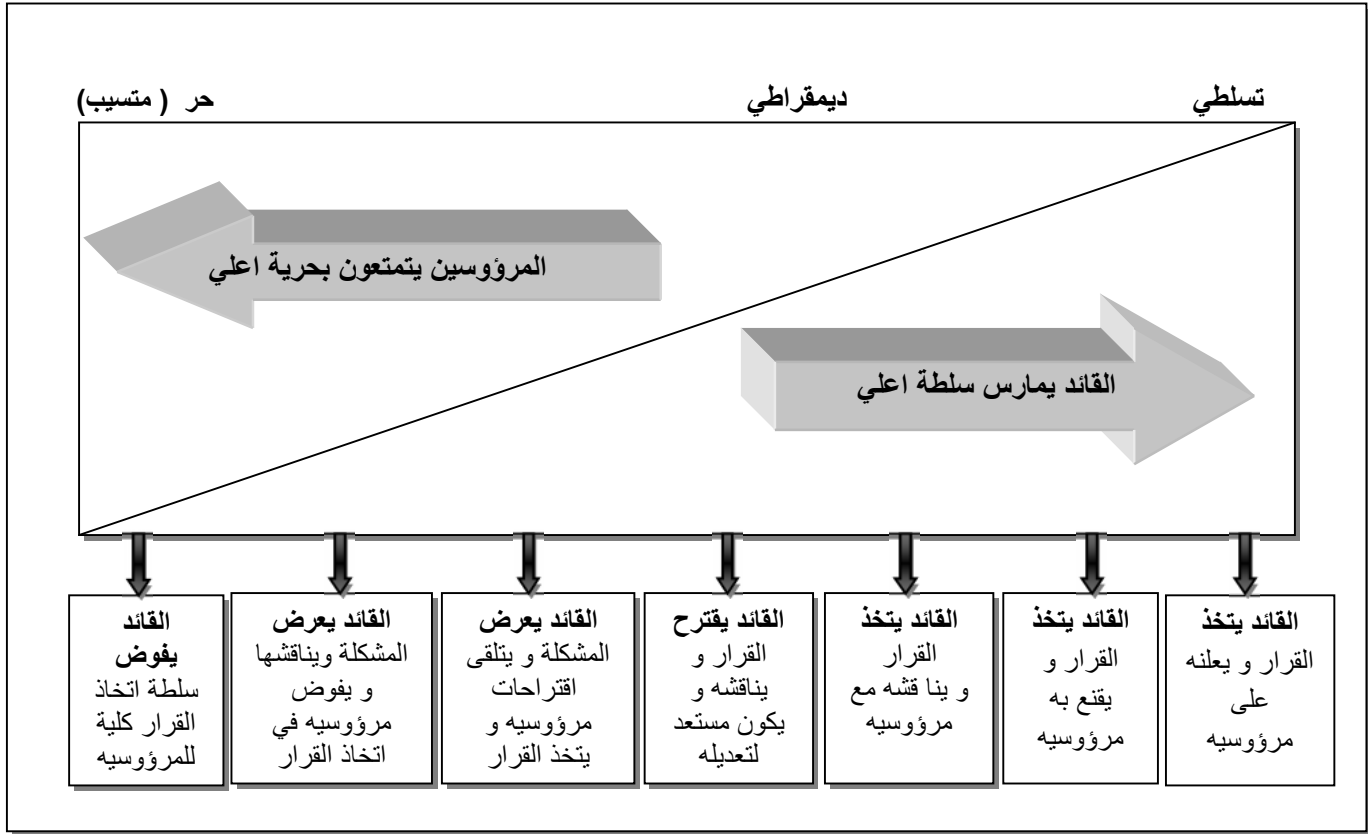 تسلطي
ديمقراطي
حر ( متسيب)
المرؤوسين يتمتعون بحرية اعلي
القائد يمارس سلطة اعلي
القائد يتخذ
القرار و يعلنه
على
مرؤوسيه
القائد يتخذ
القرار و
يقنع به
مرؤوسيه
القائد يتخذ
القرار
و ينا قشه مع
مرؤوسيه
القائد يقترح
القرار و
يناقشه و
يكون مستعد
لتعديله
القائد يعرض
المشكلة و يتلقى
اقتراحات
مرؤوسيه و
يتخذ القرار
القائد يعرض
المشكلة ويناقشها
و يفوض
مرؤوسيه في
اتخاذ القرار
القائد
يفوض
سلطة اتخاذ
القرار كلية
للمرؤوسيه